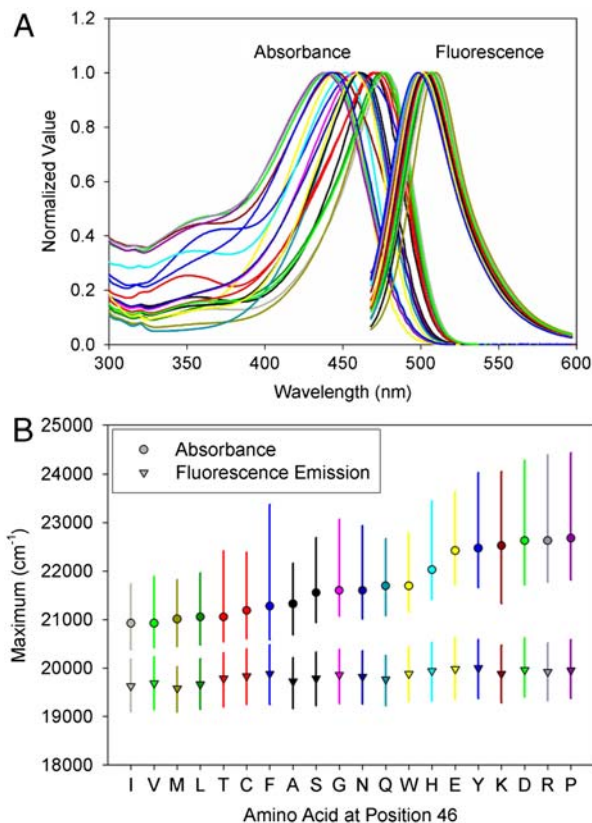 A
Absorbance
Fluorescence
1.0
0.8
0.6
0.4
0.2
0.0
Normalized Value
300 350 400 450 500 550 600
Wavelength (nm)
B
25000
24000
23000
22000
21000
20000
19000
18000
Maximum (cm⁻¹)
Absorbance
Fluorescence Emission
I V M L T C F A S G N Q W H E Y K D R P
Amino Acid at Position 46